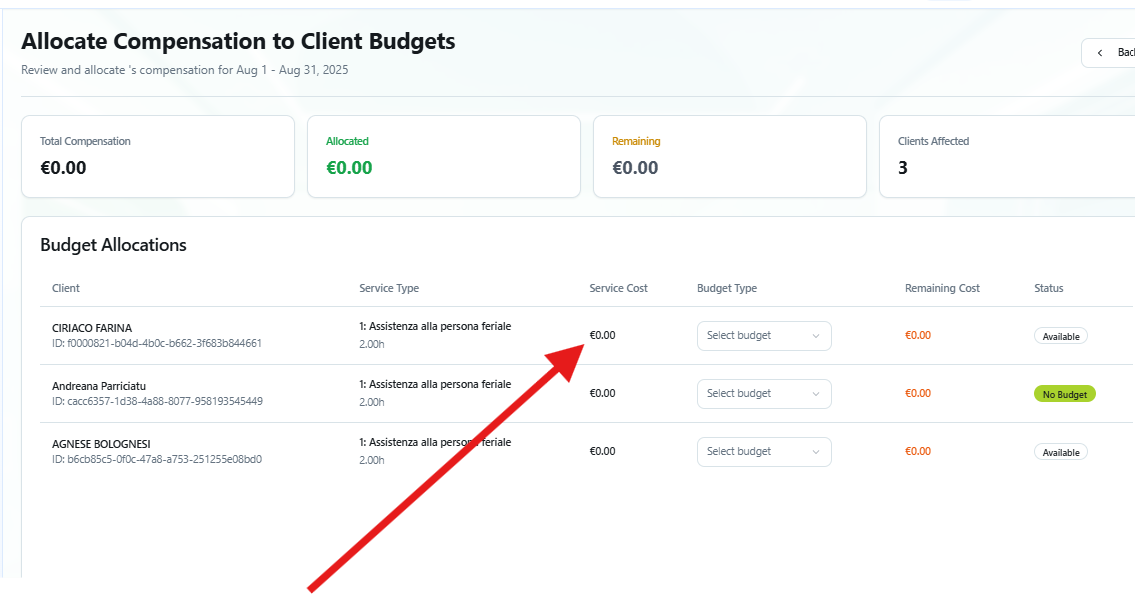 Allocate Compensation to Client Budgets
Review and allocate 's compensation for Aug 1 - Aug 31, 2025
Total Compensation
€0.00
Allocated
€0.00
Remaining
€0.00
Clients Affected
3
Budget Allocations
Client Service Type Service Cost Budget Type Remaining Cost Status
CIRIACO FARINA
ID: f0000821-b04d-4b0c-b662-3f683b844661
1: Assistenza alla persona feriale
2.00h
€0.00
Select budget
€0.00
Available
Andreana Parriciatu
ID: cacc6357-1d38-4a88-8077-958193545449
1: Assistenza alla persona feriale
2.00h
€0.00
Select budget
€0.00
No Budget
AGNESE BOLOGNESI
ID: b6cb85c5-0f0c-47a8-a753-251255e08bd0
1: Assistenza alla persona feriale
2.00h
€0.00
Select budget
€0.00
Available